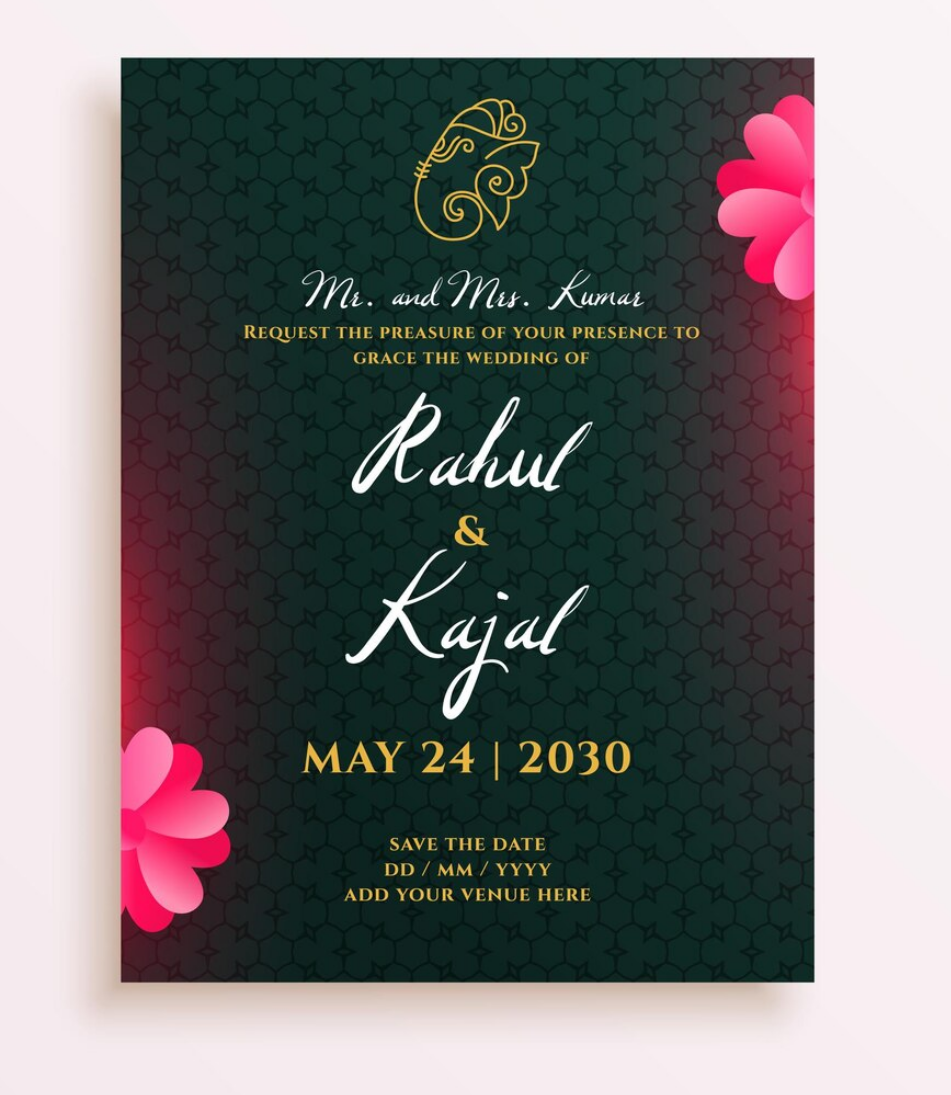 Mr. and Mrs. Kumar
REQUEST THE PREASURE OF YOUR PRESENCE TO
GRACE THE WEDDING OF
Rahul
&
Kajal
MAY 24 | 2030
SAVE THE DATE
DD / MM / YYYY
ADD YOUR VENUE HERE